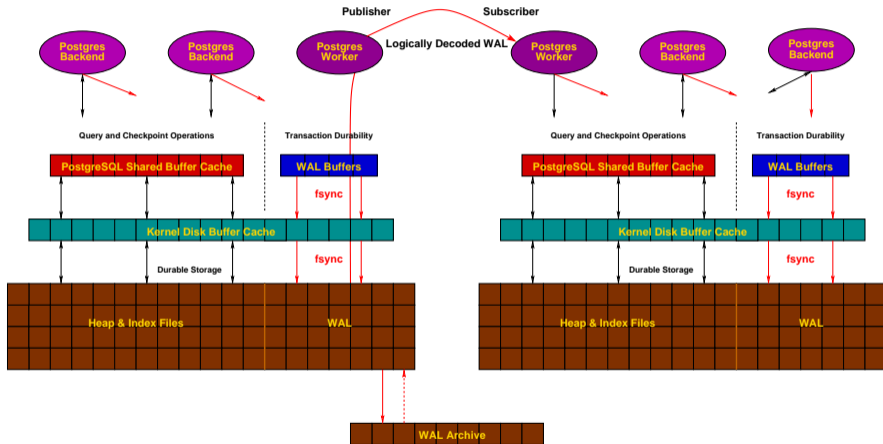 Publisher
Subscriber
Logically Decoded WAL
Postgres
Backend
Postgres
Backend
Postgres
Worker
Postgres
Worker
Postgres
Backend
Postgres
Backend
Query and Checkpoint Operations
Transaction Durability
Query and Checkpoint Operations
Transaction Durability
PostgreSQL Shared Buffer Cache
WAL Buffers
PostgreSQL Shared Buffer Cache
WAL Buffers
fsync
fsync
Kernel Disk Buffer Cache
Kernel Disk Buffer Cache
fsync
fsync
Durable Storage
Durable Storage
Heap & Index Files
WAL
Heap & Index Files
WAL
WAL Archive